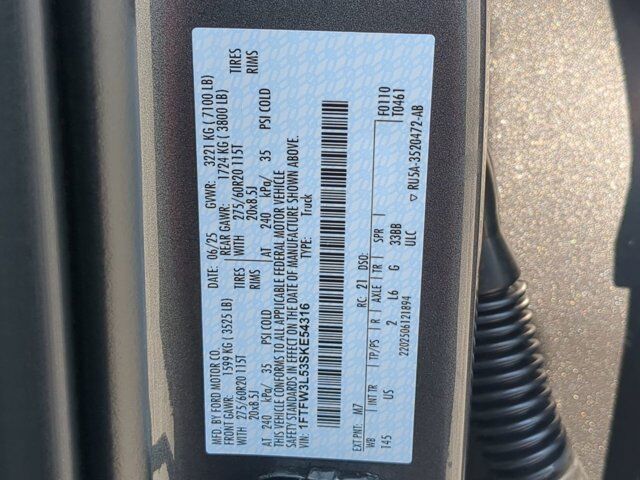 MFD. BY FORD MOTOR CO.
DATE: 06/25 GVWR: 3221 KG ( 7100 LB)
FRONT GAWR: 1599 KG ( 3525 LB) REAR GAWR: 1724 KG ( 3800 LB)
WITH 275/60R20 115T TIRES WITH 275/60R20 115T TIRES
20x8.5J RIMS 20x8.5J RIMS
AT 240 kPa/ 35 PSI COLD AT 240 kPa/ 35 PSI COLD
THIS VEHICLE CONFORMS TO ALL APPLICABLE FEDERAL MOTOR VEHICLE
SAFETY STANDARDS IN EFFECT ON THE DATE OF MANUFACTURE SHOWN ABOVE.
VIN: 1FTFW3L53SKE54316 TYPE: Truck
F0110
T0461
EXT PNT: M7 RC: 21 DSO:
WB INT TR TP/PS R AXLE TR SPR
145 US 2 L6 G 33BB
ULC
2202506121894
▽ RU5A-3520472-AB